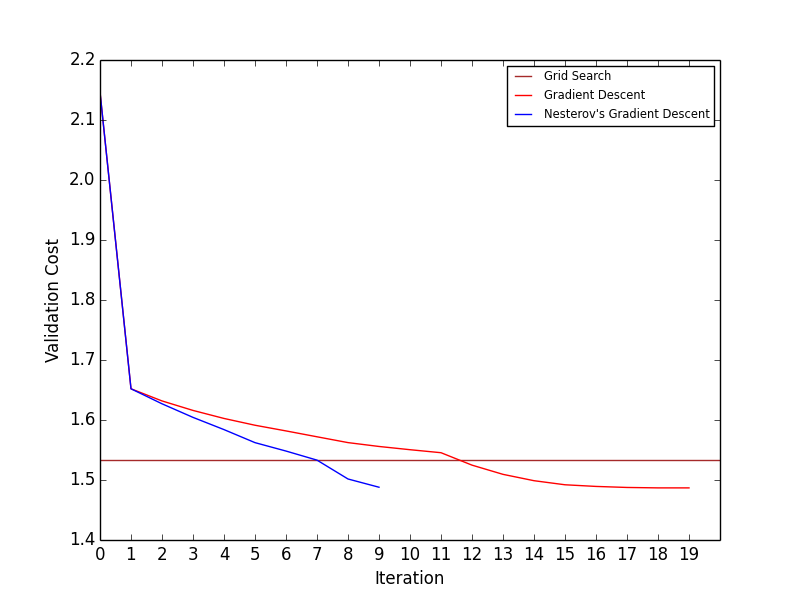 2.2
2.1
2.0
1.9
1.8
1.7
1.6
1.5
1.4
Validation Cost
Grid Search
Gradient Descent
Nesterov's Gradient Descent
0 1 2 3 4 5 6 7 8 9 10 11 12 13 14 15 16 17 18 19
Iteration